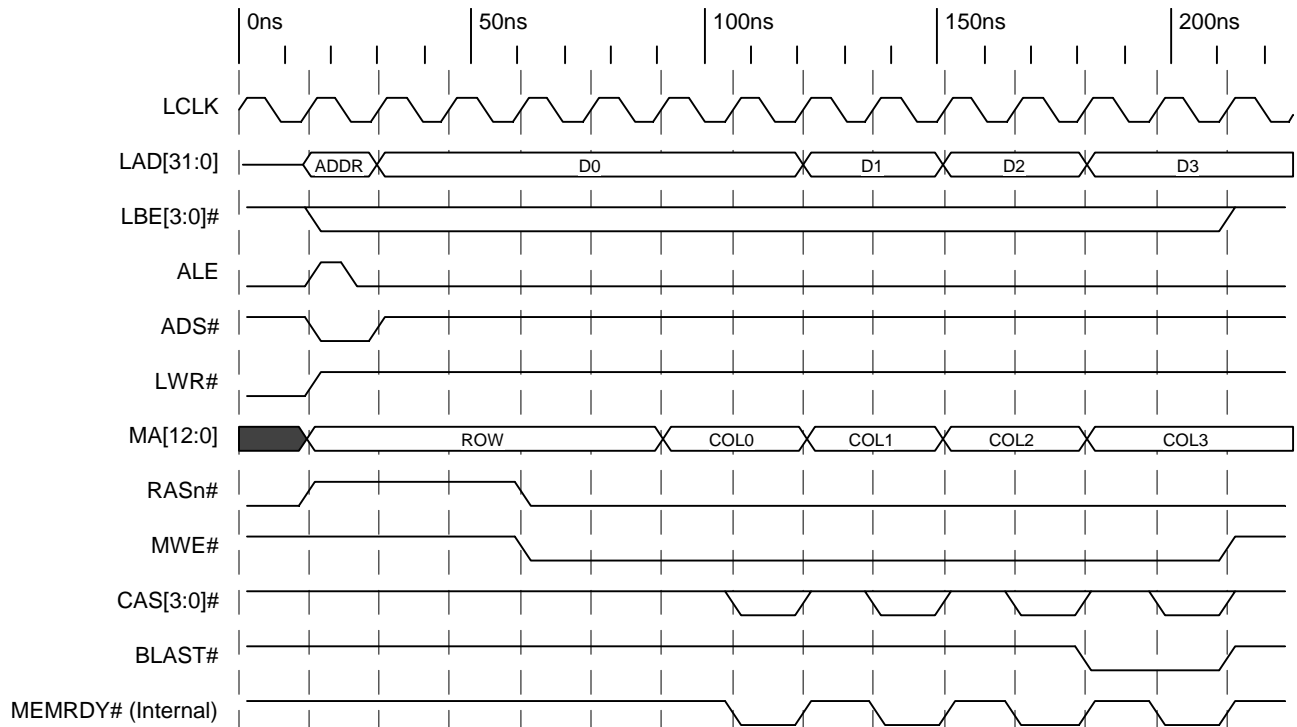 0ns 50ns 100ns 150ns 200ns
LCLK
LAD[31:0] ADDR D0 D1 D2 D3
LBE[3:0]#
ALE
ADS#
LWR#
MA[12:0] ROW COL0 COL1 COL2 COL3
RASn#
MWE#
CAS[3:0]#
BLAST#
MEMRDY# (Internal)